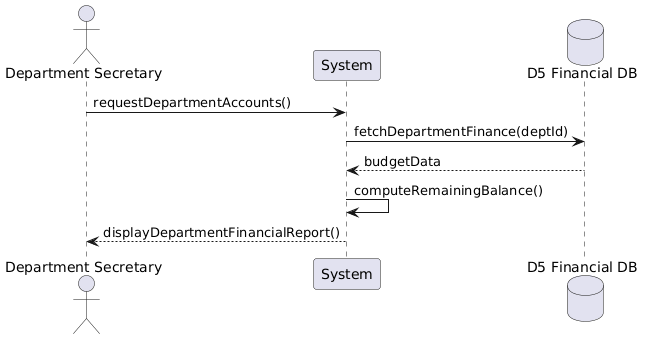 Department Secretary
System
D5 Financial DB
requestDepartmentAccounts()
fetchDepartmentFinance(deptId)
budgetData
computeRemainingBalance()
displayDepartmentFinancialReport()
Department Secretary
System
D5 Financial DB